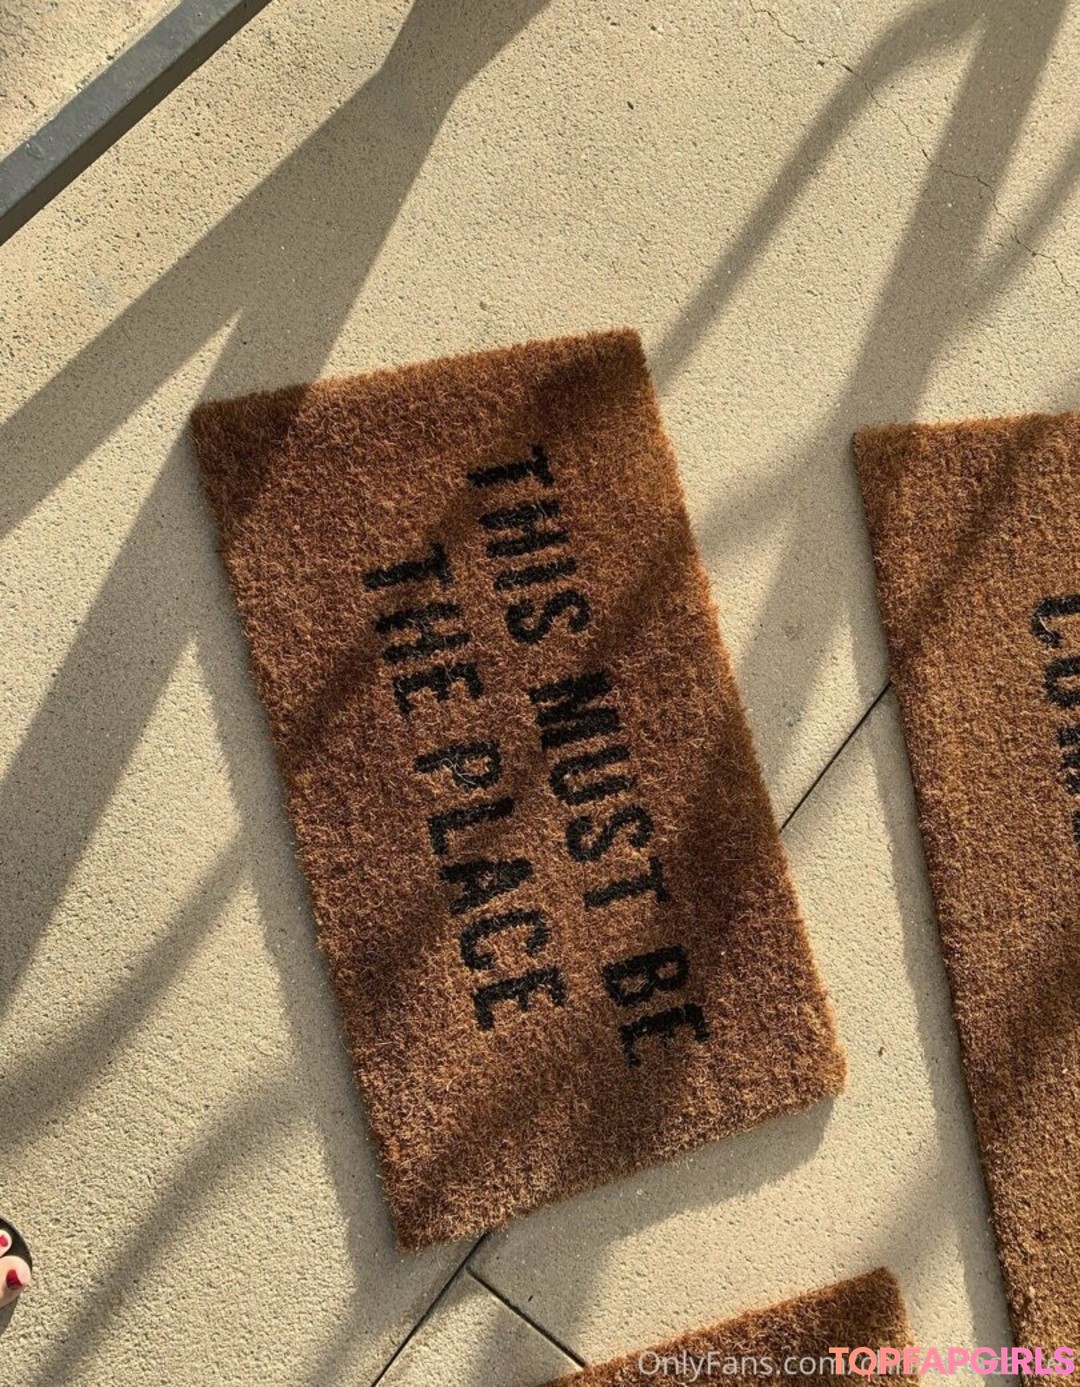 THIS MUST BE
THE PLACE
OnlyFans.com/
TOPFAPGIRLS